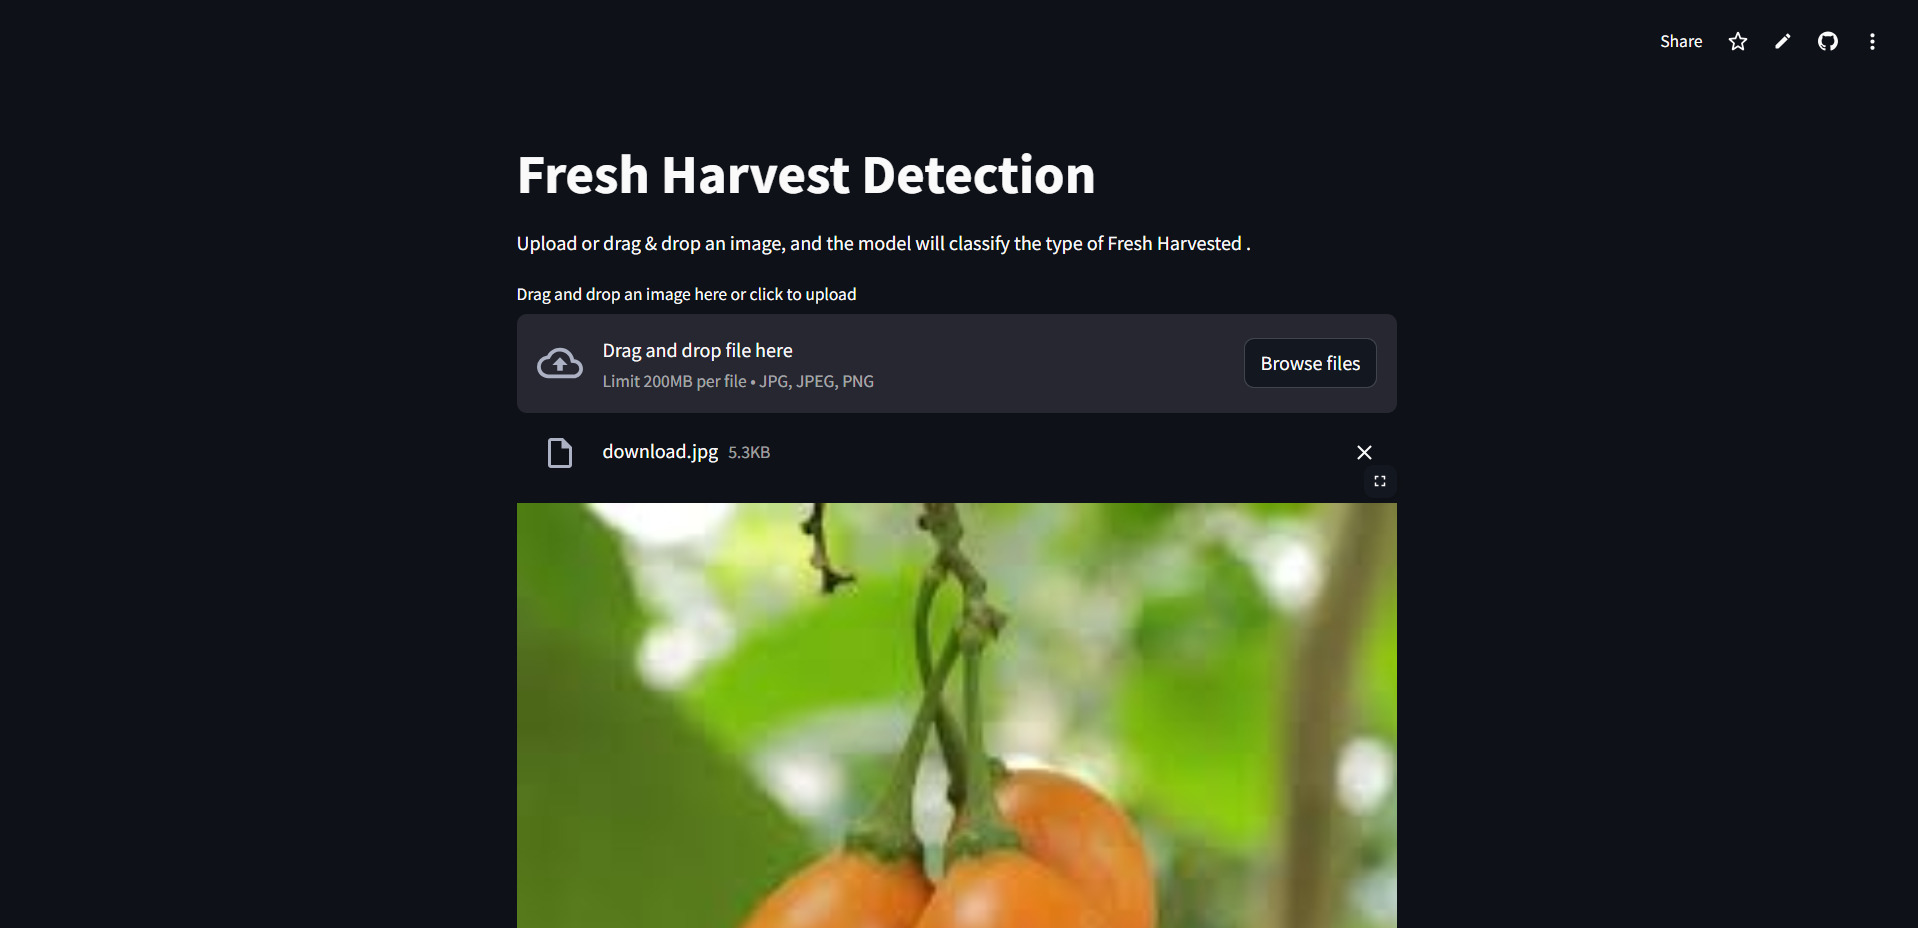 Share
Fresh Harvest Detection
Upload or drag & drop an image, and the model will classify the type of Fresh Harvested .
Drag and drop an image here or click to upload
Drag and drop file here
Limit 200MB per file • JPG, JPEG, PNG
Browse files
download.jpg 5.3KB